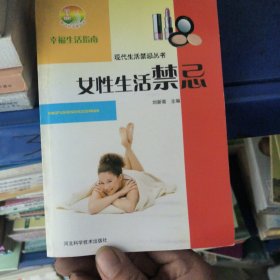 幸福生活指南
现代生活禁忌丛书
女性生活禁忌
主编
河北科学技术出版社